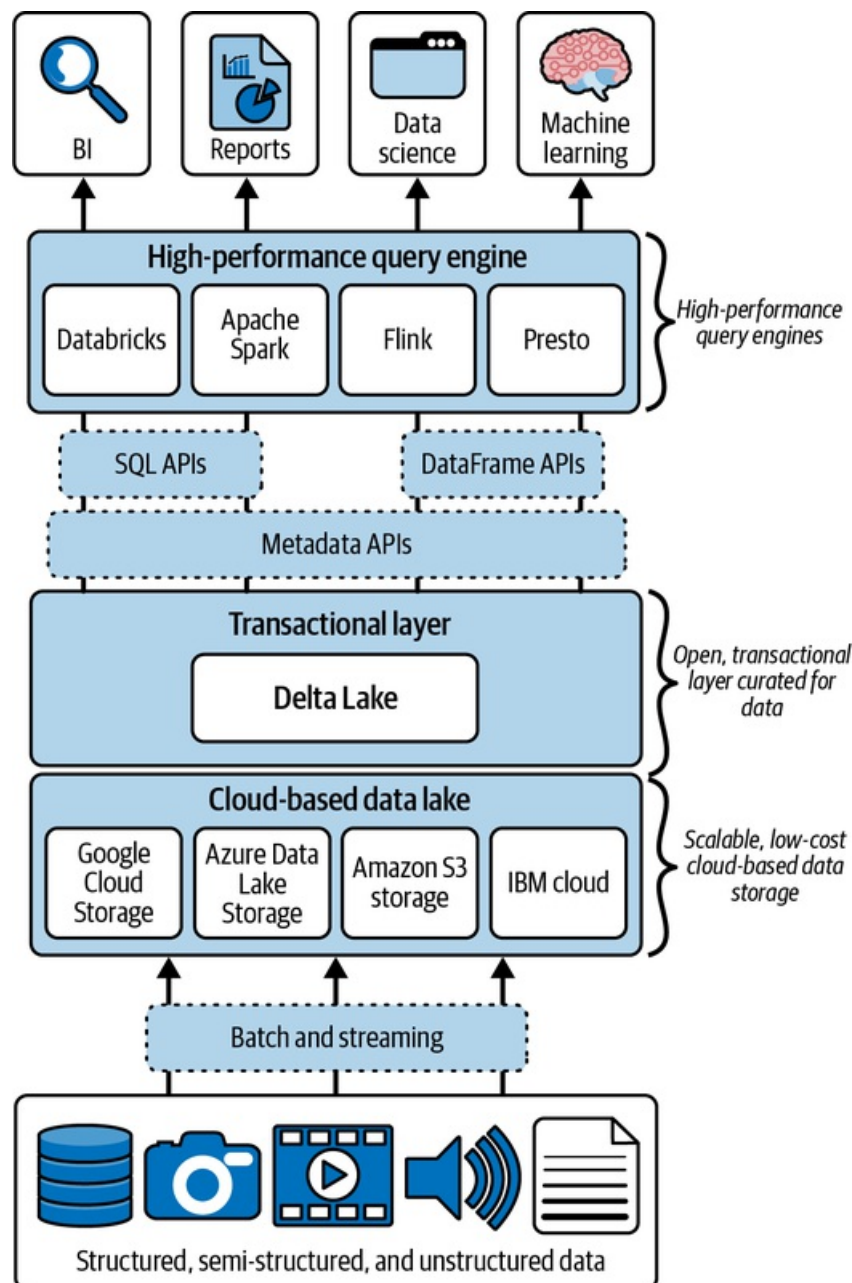 BI
Reports
Data
science
Machine
learning
High-performance query engine
Databricks
Apache
Spark
Flink
Presto
High-performance
query engines
SQL APIs
DataFrame APIs
Metadata APIs
Transactional layer
Delta Lake
Open, transactional
layer curated for
data
Cloud-based data lake
Google
Cloud
Storage
Azure Data
Lake
Storage
Amazon S3
storage
IBM cloud
Scalable, low-cost
cloud-based data
storage
Batch and streaming
Structured, semi-structured, and unstructured data